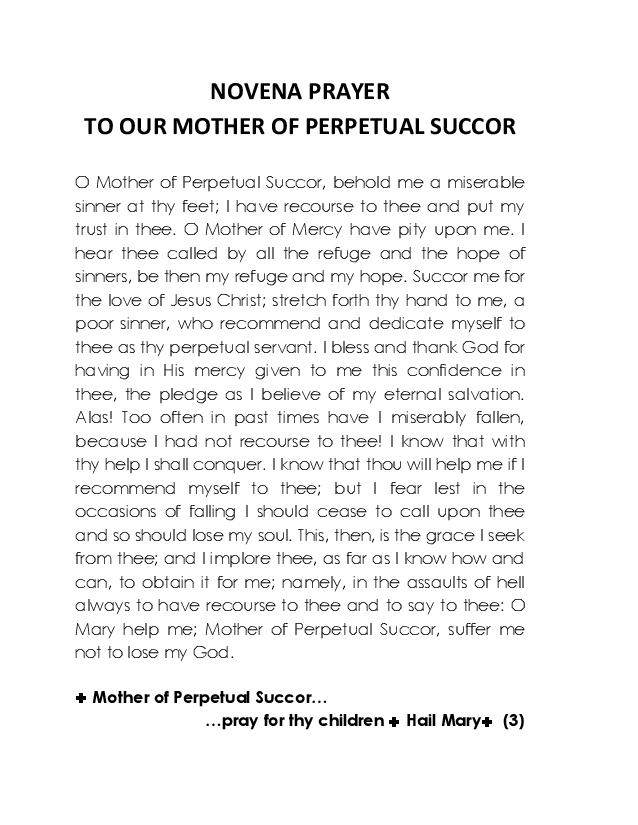 NOVENA PRAYER
TO OUR MOTHER OF PERPETUAL SUCCOR
O Mother of Perpetual Succor, behold me a miserable
sinner at thy feet; I have recourse to thee and put my
trust in thee. O Mother of Mercy have pity upon me. I
hear thee called by all the refuge and the hope of
sinners, be then my refuge and my hope. Succor me for
the love of Jesus Christ; stretch forth thy hand to me, a
poor sinner, who recommend and dedicate myself to
thee as thy perpetual servant. I bless and thank God for
having in His mercy given to me this confidence in
thee, the pledge as I believe of my eternal salvation.
Alas! Too often in past times have I miserably fallen,
because I had not recourse to thee! I know that with
thy help I shall conquer. I know that thou will help me if I
recommend myself to thee; but I fear lest in the
occasions of falling I should cease to call upon thee
and so should lose my soul. This, then, is the grace I seek
from thee; and I implore thee, as far as I know how and
can, to obtain it for me; namely, in the assaults of hell
always to have recourse to thee and to say to thee: O
Mary help me; Mother of Perpetual Succor, suffer me
not to lose my God.
✚ Mother of Perpetual Succor…
…pray for thy children ✚ Hail Mary✚ (3)